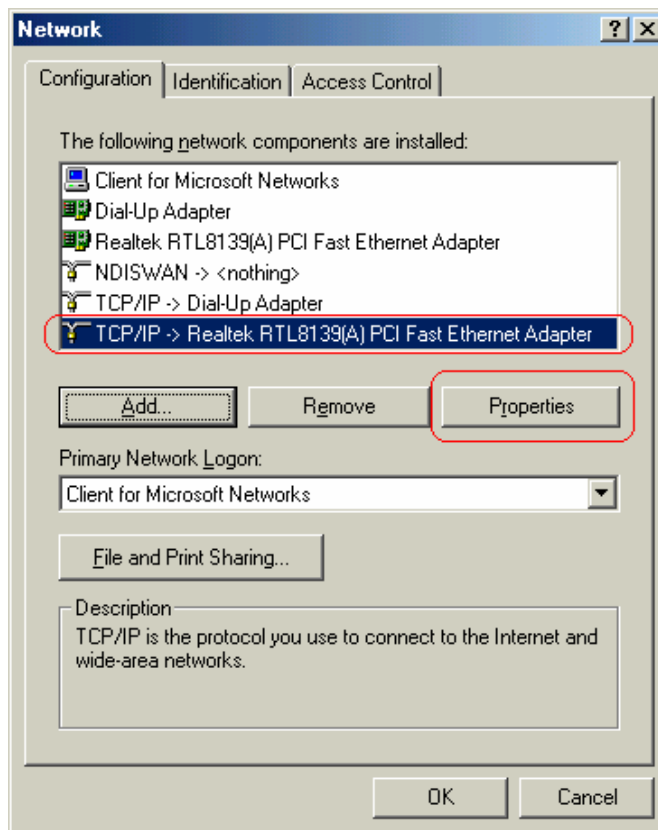 Network
Configuration Identification Access Control
The following network components are installed:
Client for Microsoft Networks
Dial-Up Adapter
Realtek RTL8139(A) PCI Fast Ethernet Adapter
NDISWAN -> <nothing>
TCP/IP -> Dial-Up Adapter
TCP/IP -> Realtek RTL8139(A) PCI Fast Ethernet Adapter
Add... Remove Properties
Primary Network Logon:
Client for Microsoft Networks
File and Print Sharing...
Description
TCP/IP is the protocol you use to connect to the Internet and
wide-area networks.
OK Cancel